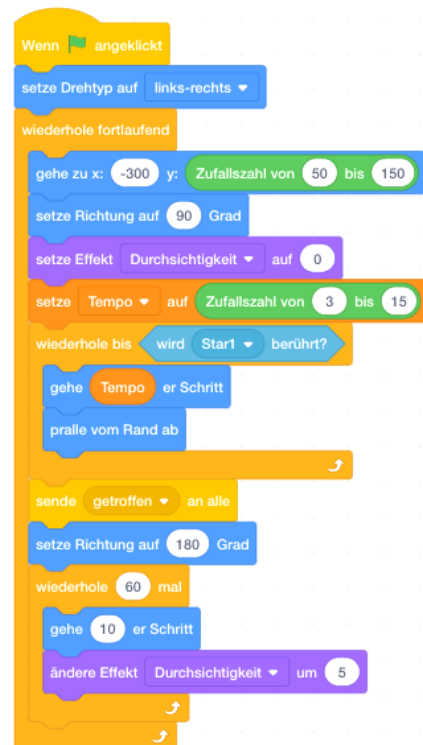 Wenn angeklickt
setze Drehtyp auf links-rechts
wiederhole fortlaufend
gehe zu x: -300 y: Zufallszahl von 50 bis 150
setze Richtung auf 90 Grad
setze Effekt Durchsichtigkeit auf 0
setze Tempo auf Zufallszahl von 3 bis 15
wiederhole bis wird Star1 berührt?
gehe Tempo er Schritt
pralle vom Rand ab
sende getroffen an alle
setze Richtung auf 180 Grad
wiederhole 60 mal
gehe 10 er Schritt
ändere Effekt Durchsichtigkeit um 5